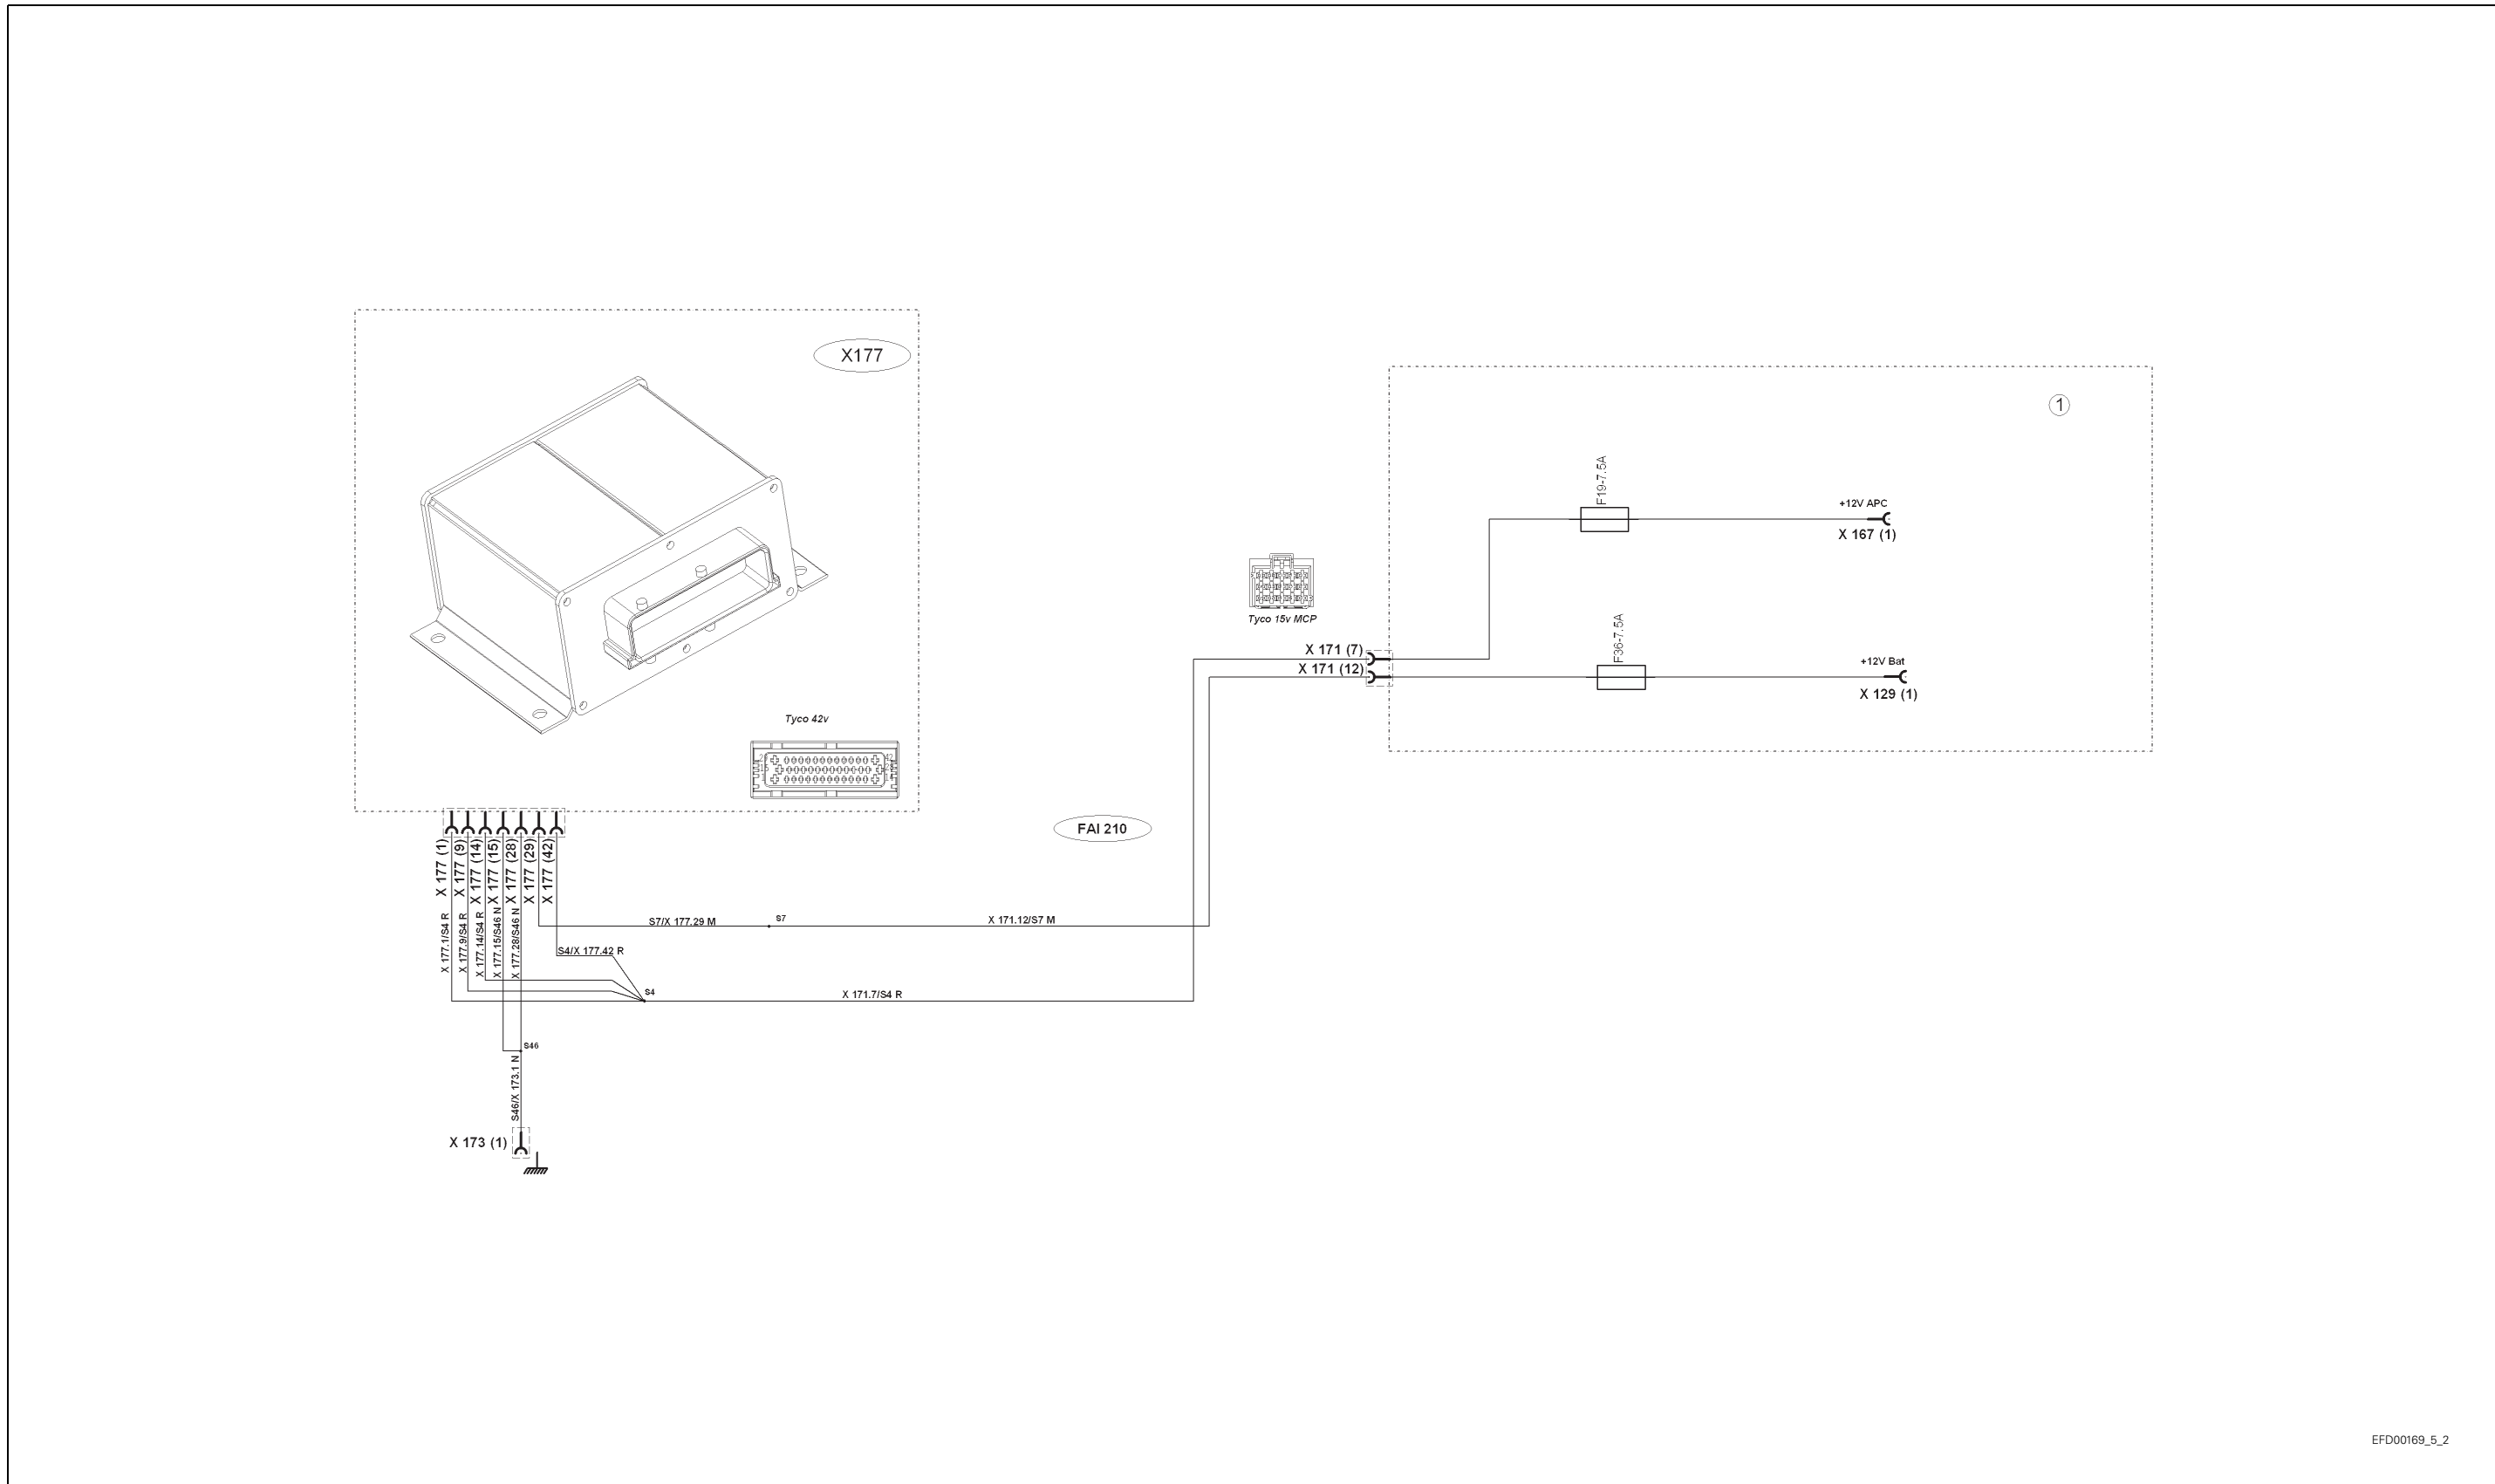 X177
1
F19-7.5A
+12V APC
X 167 (1)
Tyco 15v MCP
F36-7.5A
X 171 (7)
X 171 (12)
+12V Bat
X 129 (1)
Tyco 42v
FAI 210
X 177 (1)
X 177 (9)
X 177 (14)
X 177 (15)
X 177 (28)
X 177 (29)
X 177 (42)
X 177.1/S4 R
X 177.9/S4 R
X 177.14/S4 R
X 177.15/S46 N
X 177.28/S46 N
S7/X 177.29 M
S7
X 171.12/S7 M
S4/X 177.42 R
S4
X 171.7/S4 R
S46
S46/X 173.1 N
X 173 (1)
EFD00169_5_2